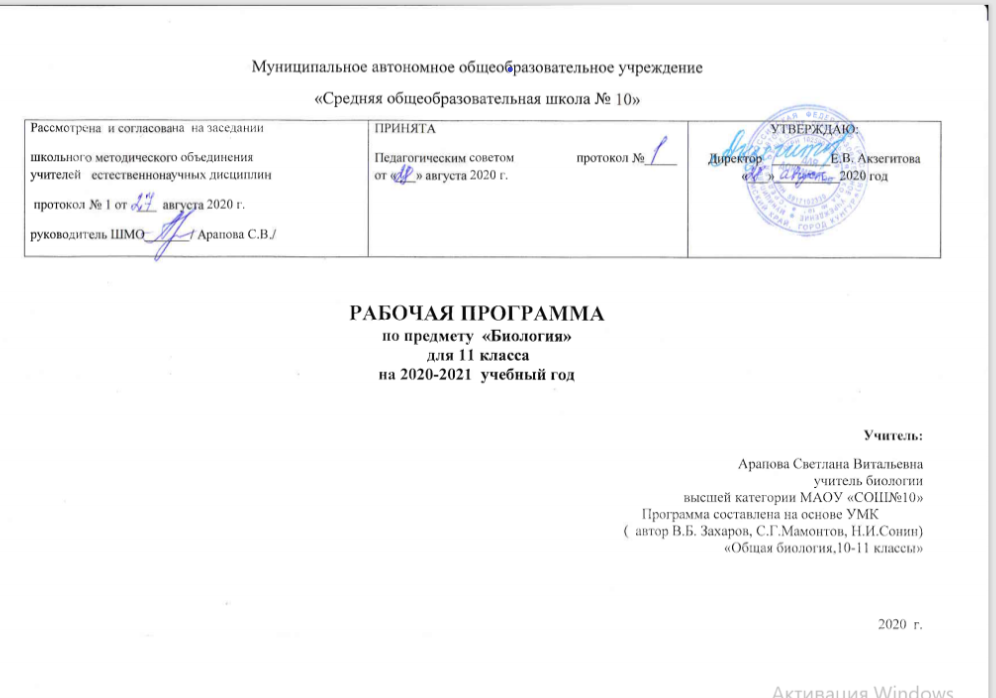 Муниципальное автономное общеобразовательное учреждение
«Средняя общеобразовательная школа № 10»
Рассмотрена и согласована на заседании
школьного методического объединения
учителей естественнонаучных дисциплин
протокол № 1 от 27 августа 2020 г.
руководитель ШМО / Арапова С.В./
ПРИНЯТА
Педагогическим советом протокол № 1
от «28» августа 2020 г.
УТВЕРЖДАЮ:
Директор Е.В. Акзегитова
«28» август 2020 год
РАБОЧАЯ ПРОГРАММА
по предмету «Биология»
для 11 класса
на 2020-2021 учебный год
Учитель:
Арапова Светлана Витальевна
учитель биологии
высшей категории МАОУ «СОШ№10»
Программа составлена на основе УМК
( автор В.Б. Захаров, С.Г.Мамонтов, Н.И.Сонин)
«Общая биология,10-11 классы»
2020 г.
Активация Windows